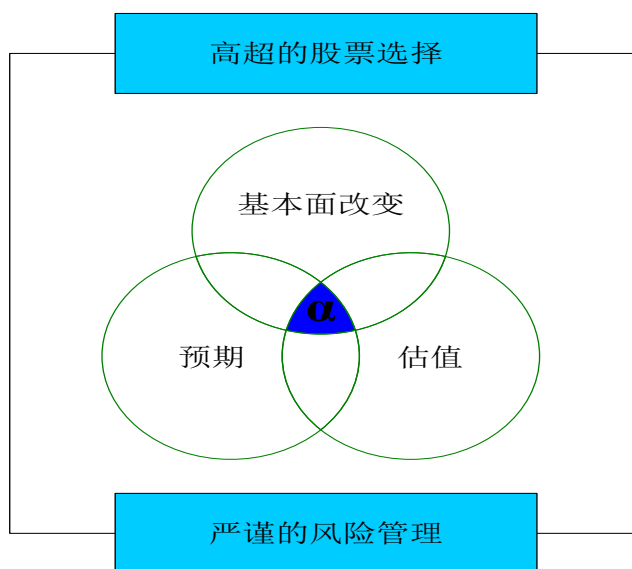 高超的股票选择
基本面改变
α
预期
估值
严谨的风险管理